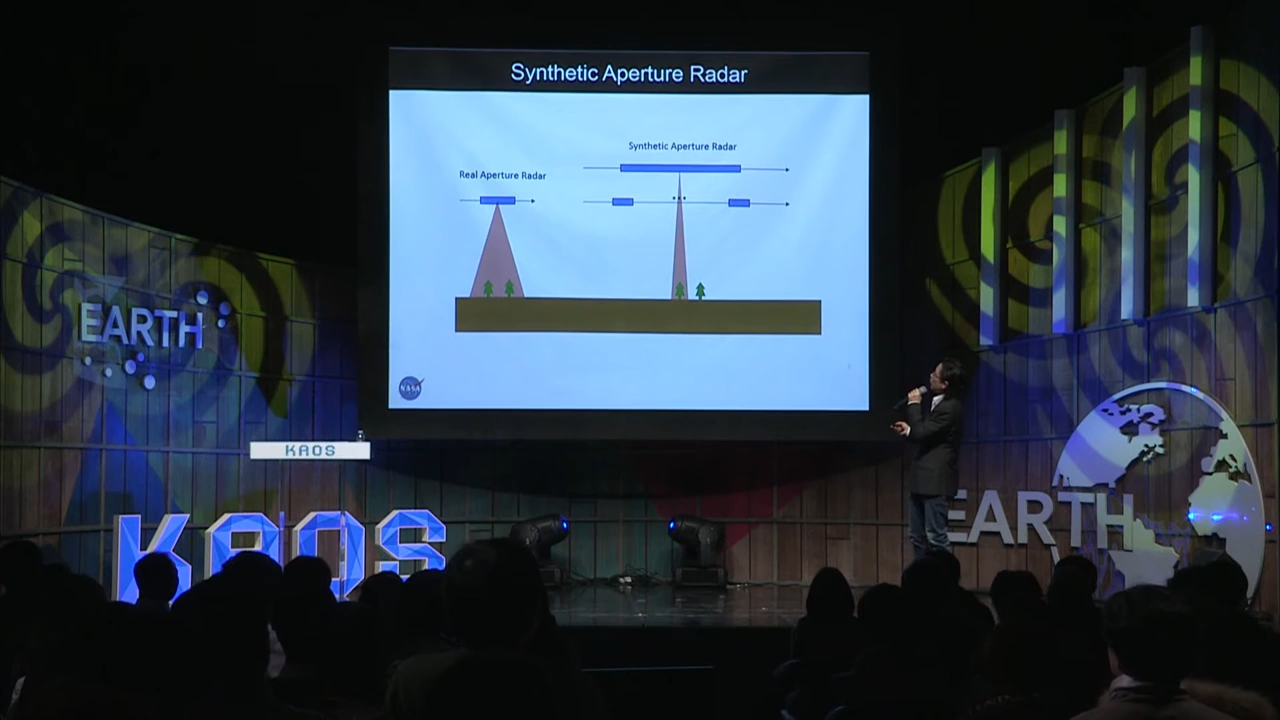 Synthetic Aperture Radar
Synthetic Aperture Radar
Real Aperture Radar
NASA
EARTH
KAOS
KAOS
EARTH